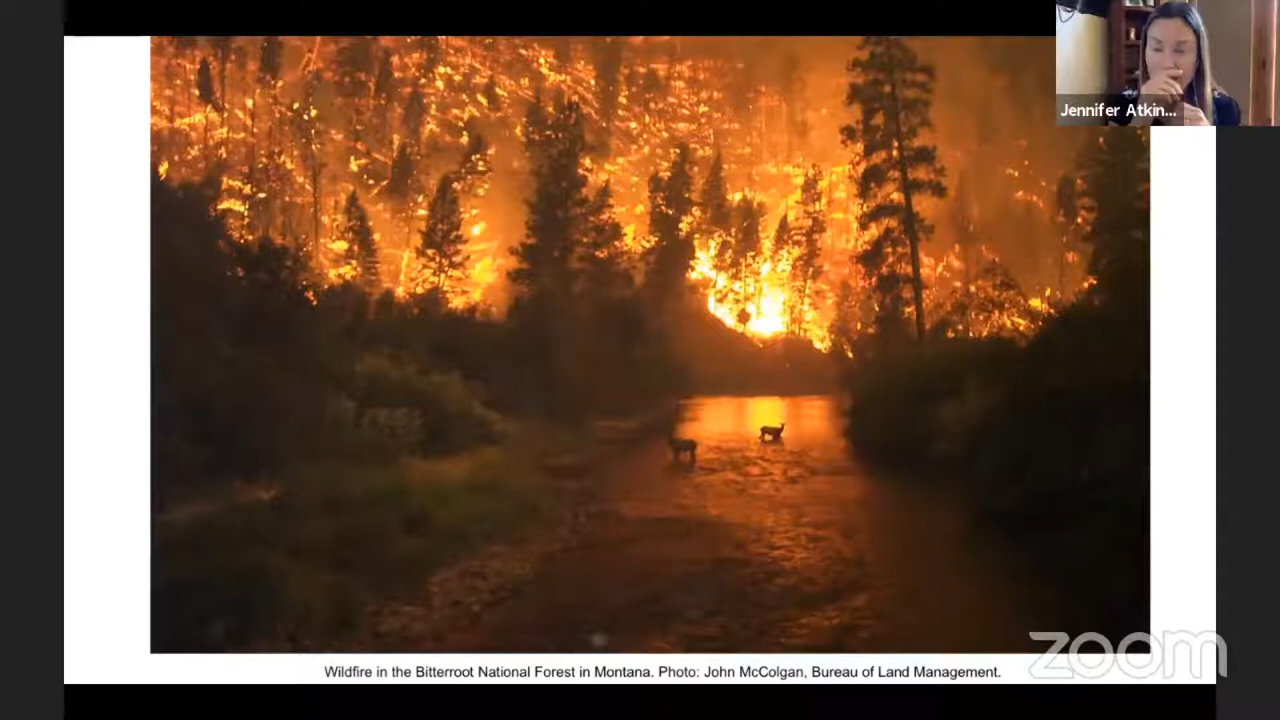 Jennifer Atkin...
Wildfire in the Bitterroot National Forest in Montana. Photo: John McColgan, Bureau of Land Management.
zoom